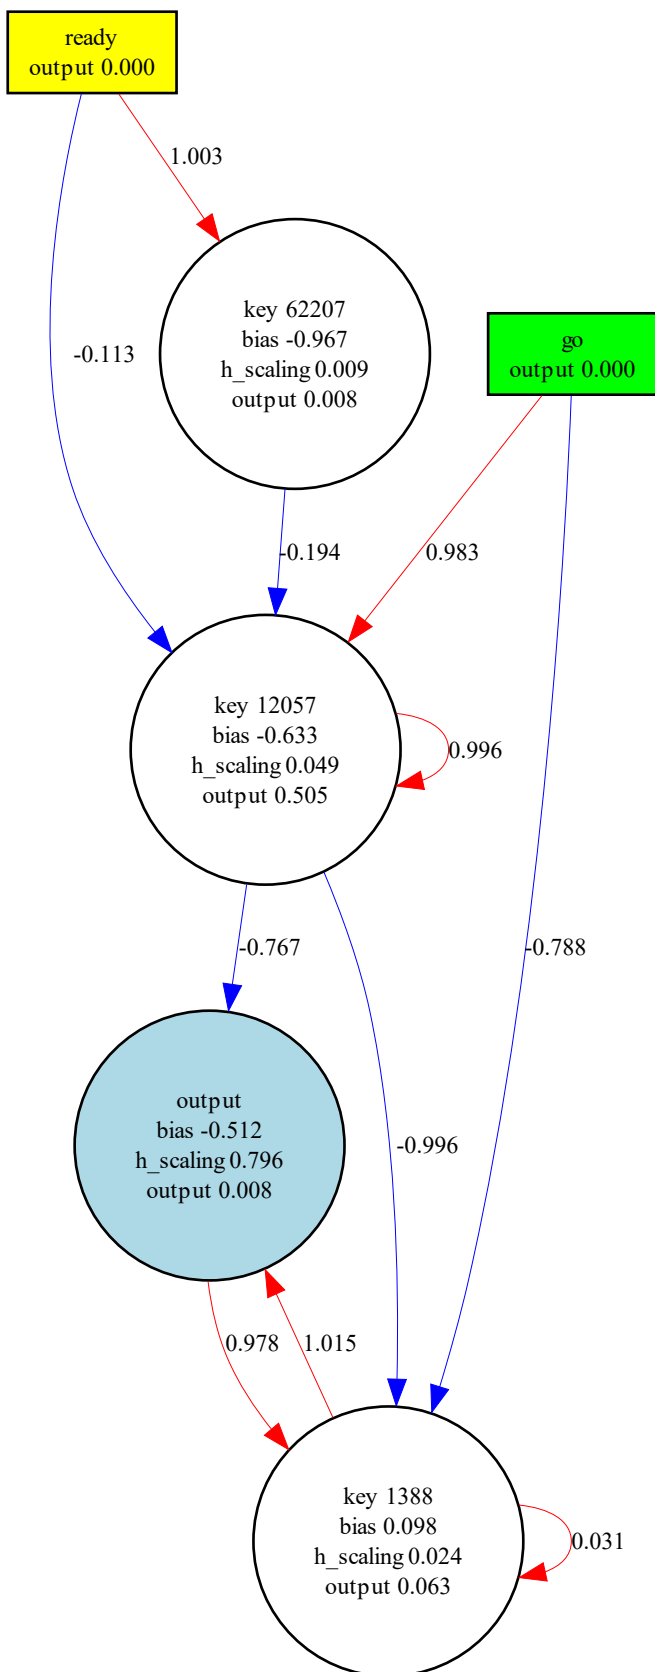 ready
output 0.000
1.003
key 62207
bias -0.967
h_scaling 0.009
output 0.008
-0.113
go
output 0.000
-0.194
0.983
key 12057
bias -0.633
h_scaling 0.049
output 0.505
0.996
-0.767
-0.788
output
bias -0.512
h_scaling 0.796
output 0.008
-0.996
0.978
1.015
key 1388
bias 0.098
h_scaling 0.024
output 0.063
0.031